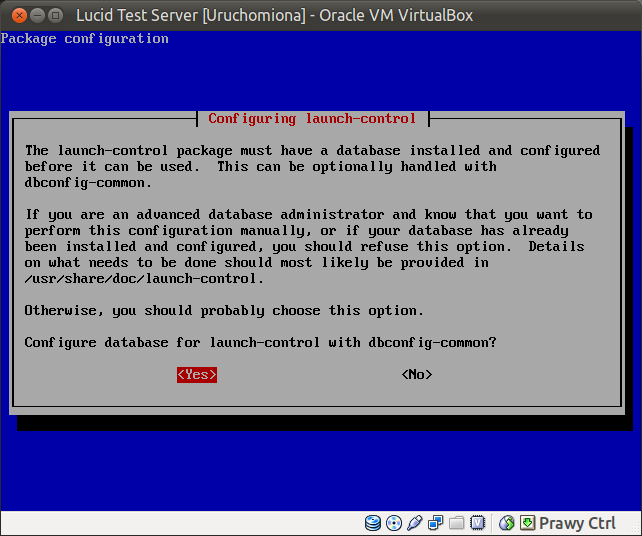 Lucid Test Server [Uruchomiona] - Oracle VM VirtualBox
Package configuration
Configuring launch-control
The launch-control package must have a database installed and configured
before it can be used.  This can be optionally handled with
dbconfig-common.
If you are an advanced database administrator and know that you want to
perform this configuration manually, or if your database has already
been installed and configured, you should refuse this option.  Details
on what needs to be done should most likely be provided in
/usr/share/doc/launch-control.
Otherwise, you should probably choose this option.
Configure database for launch-control with dbconfig-common?
<Yes> <No>
Prawy Ctrl